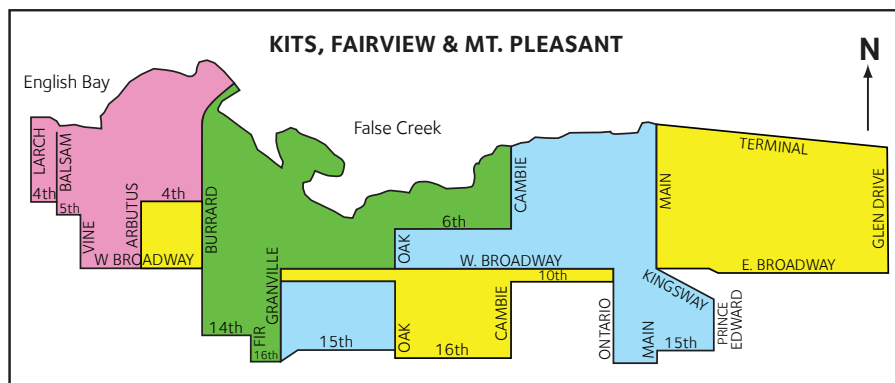 KITS, FAIRVIEW & MT. PLEASANT
N
English Bay
False Creek
LARCH
BALSAM
4th
5th
VINE
ARBUTUS
4th
W BROADWAY
BURRARD
14th
FIR
16th
GRANVILLE
OAK
6th
CAMBIE
W. BROADWAY
10th
15th
OAK
16th
CAMBIE
ONTARIO
MAIN
15th
KINGSWAY
PRINCE
EDWARD
MAIN
TERMINAL
GLEN DRIVE
E. BROADWAY